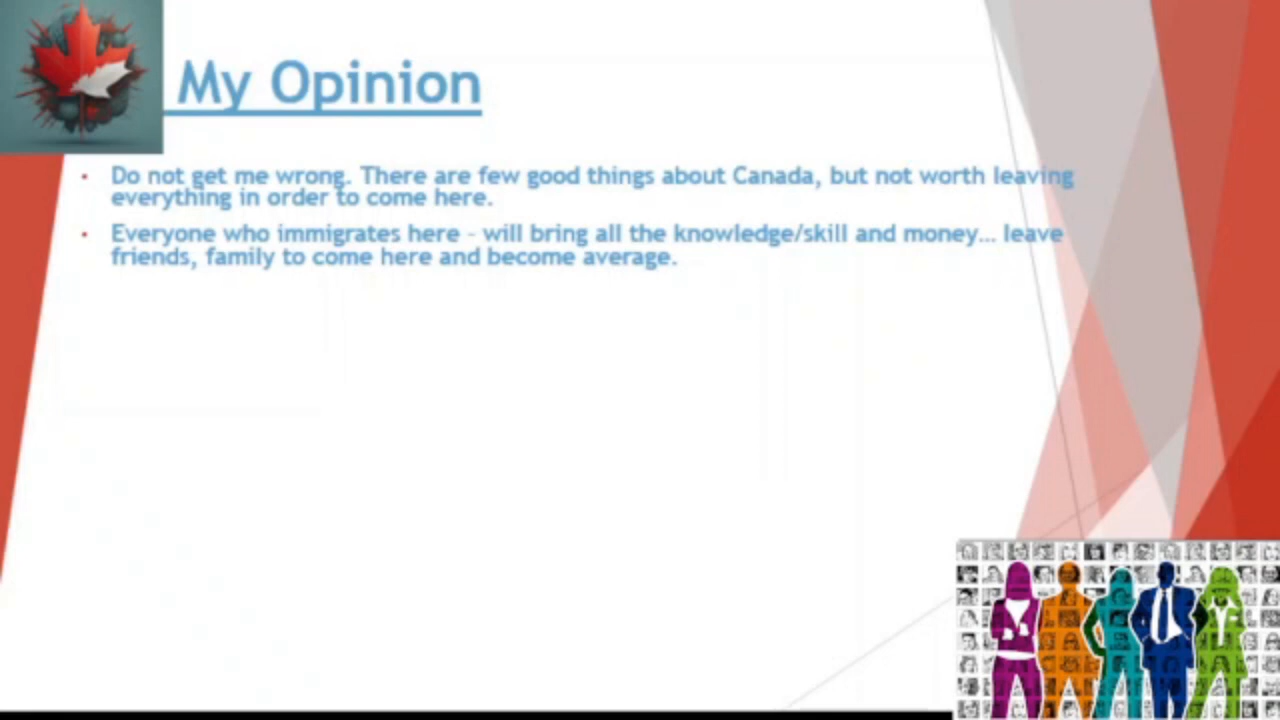 My Opinion
• Do not get me wrong. There are few good things about Canada, but not worth leaving
everything in order to come here.
• Everyone who immigrates here – will bring all the knowledge/skill and money... leave
friends, family to come here and become average.